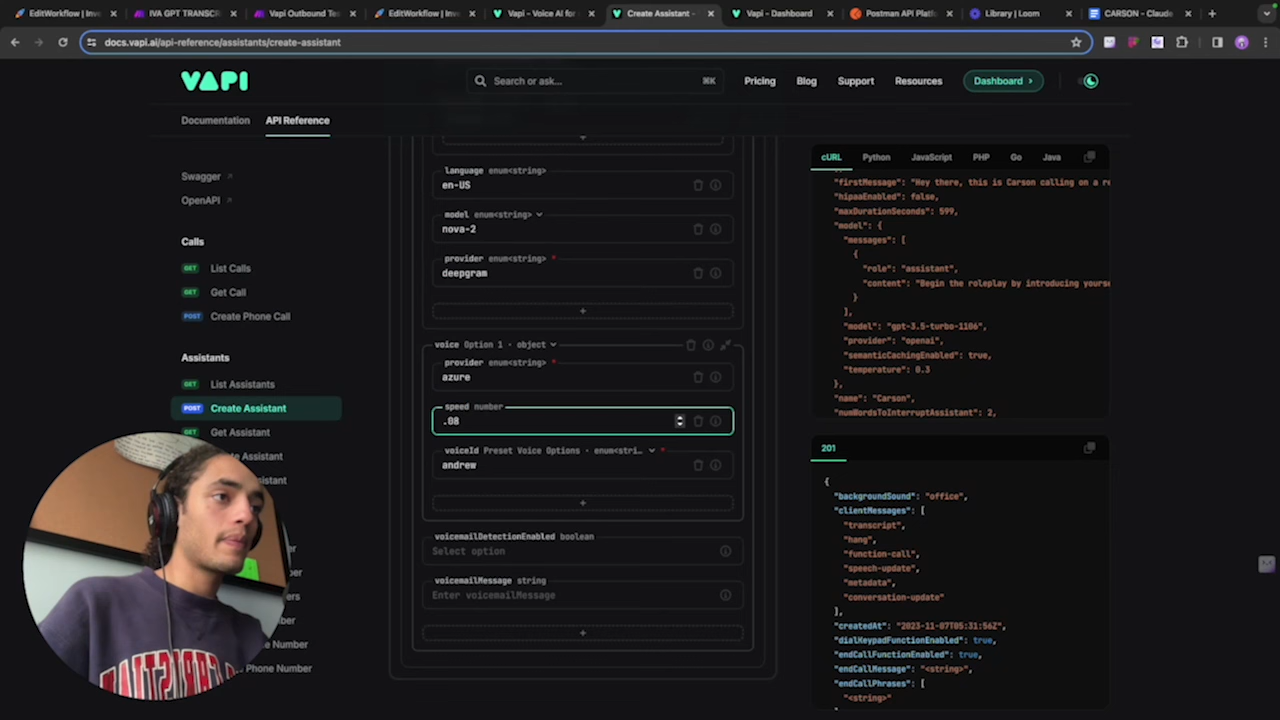 EditWorkflow | Inve
IVA GPT TRANSCR
Vapi Outbound Te
EditWorkflow | Inve
Vapi - Voice AI for
Create Assistant -
Vapi - Dashboard
Postman API Platf
Library | Loom
CARSON - Claude
docs.vapi.ai/api-reference/assistants/create-assistant
VAPI
Search or ask...
⌘K
Pricing
Blog
Support
Resources
Dashboard
Documentation
API Reference
Swagger
OpenAPI
Calls
GET List Calls
GET Get Call
POST Create Phone Call
Assistants
GET List Assistants
POST Create Assistant
GET Get Assistant
Assistant
Phone Number
language enum<string>
en-US
model enum<string>
nova-2
provider enum<string> *
deepgram
voice Option 1 · object
provider enum<string> *
azure
speed number
.08
voiceId Preset Voice Options · enum<stri... *
andrew
voicemailDetectionEnabled boolean
Select option
voicemailMessage string
Enter voicemailMessage
cURL
Python
JavaScript
PHP
Go
Java
"firstMessage": "Hey there, this is Carson calling on a re
"hipaaEnabled": false,
"maxDurationSeconds": 599,
"model": {
"messages": [
{
"role": "assistant",
"content": "Begin the roleplay by introducing yourse
}
],
"model": "gpt-3.5-turbo-1106",
"provider": "openai",
"semanticCachingEnabled": true,
"temperature": 0.3
},
"name": "Carson",
"numWordsToInterruptAssistant": 2,
201
{
"backgroundSound": "office",
"clientMessages": [
"transcript",
"hang",
"function-call",
"speech-update",
"metadata",
"conversation-update"
],
"createdAt": "2023-11-07T05:31:56Z",
"dialKeypadFunctionEnabled": true,
"endCallFunctionEnabled": true,
"endCallMessage": "<string>",
"endCallPhrases": [
"<string>"